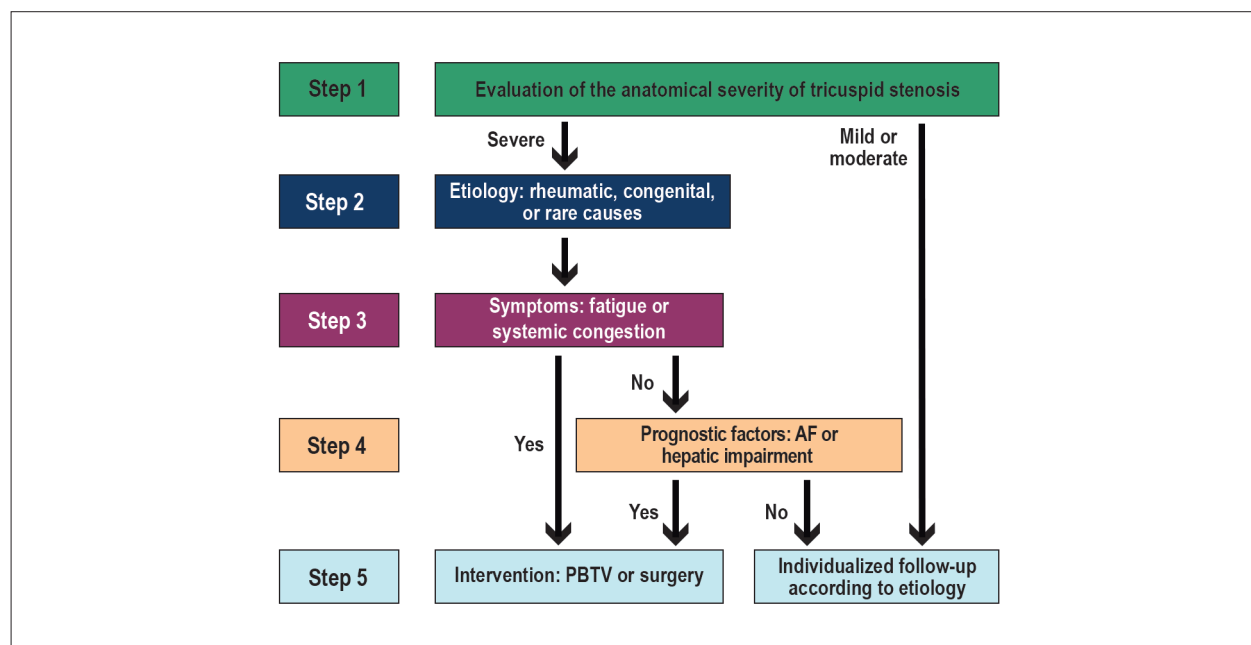 Step 1
Evaluation of the anatomical severity of tricuspid stenosis
Severe
Mild or
moderate
Step 2
Etiology: rheumatic, congenital,
or rare causes
Step 3
Symptoms: fatigue or
systemic congestion
No
Yes
Step 4
Prognostic factors: AF or
hepatic impairment
Yes
No
Step 5
Intervention: PBTV or surgery
Individualized follow-up
according to etiology